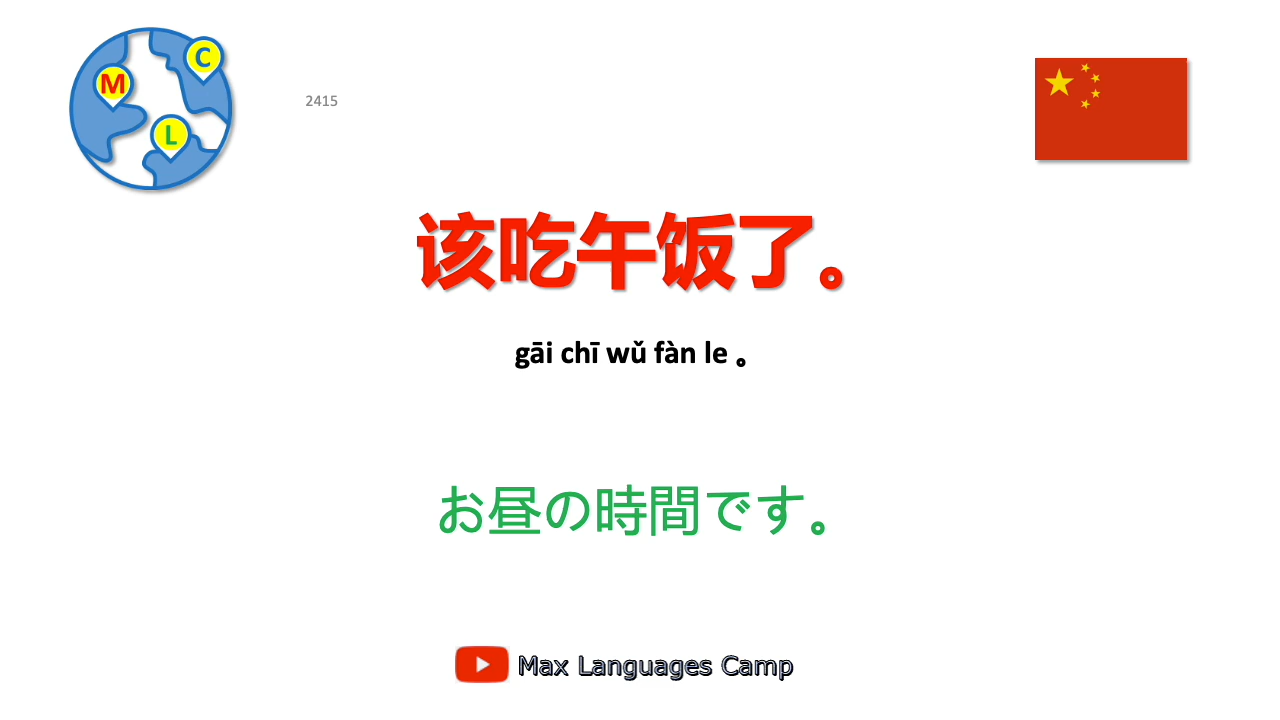 M
C
L
2415
该吃午饭了。
gāi chī wǔ fàn le 。
お昼の時間です。
Max Languages Camp